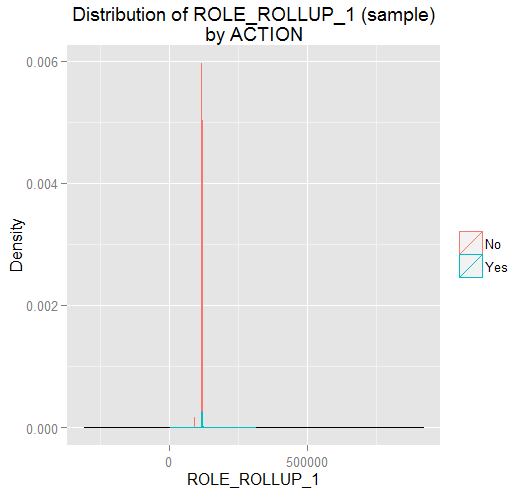 Distribution of ROLE_ROLLUP_1 (sample)
by ACTION
Density
0.006
0.004
0.002
0.000
0
500000
ROLE_ROLLUP_1
No
Yes